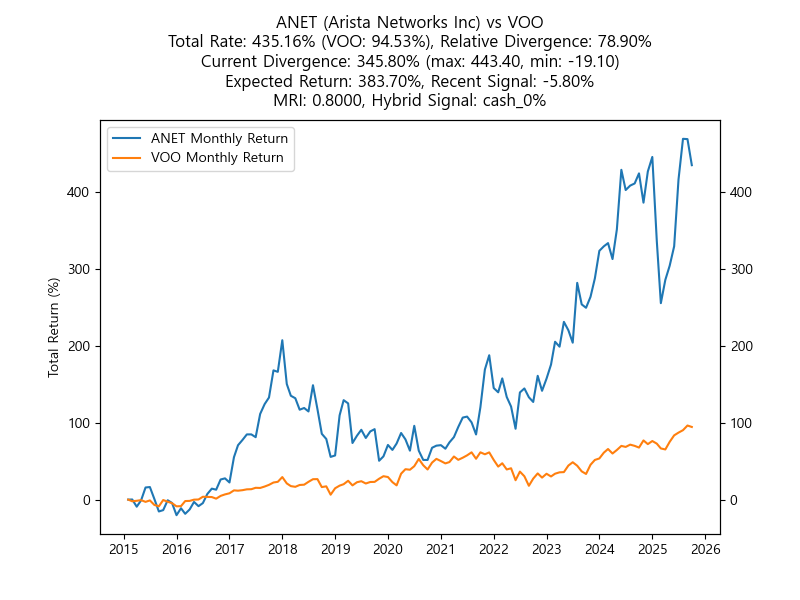 ANET (Arista Networks Inc) vs VOO
Total Rate: 435.16% (VOO: 94.53%), Relative Divergence: 78.90%
Current Divergence: 345.80% (max: 443.40, min: -19.10)
Expected Return: 383.70%, Recent Signal: -5.80%
MRI: 0.8000, Hybrid Signal: cash_0%
ANET Monthly Return
VOO Monthly Return
Total Return (%)
400
300
200
100
0
400
300
200
100
0
2015 2016 2017 2018 2019 2020 2021 2022 2023 2024 2025 2026